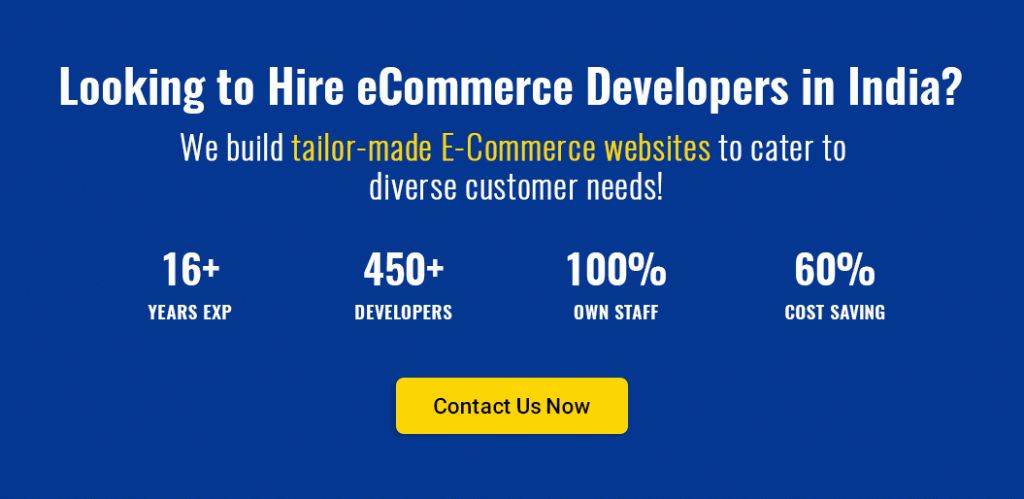 Looking to Hire eCommerce Developers in India?
We build tailor-made E-Commerce websites to cater to
diverse customer needs!
16+
YEARS EXP
450+
DEVELOPERS
100%
OWN STAFF
60%
COST SAVING
Contact Us Now